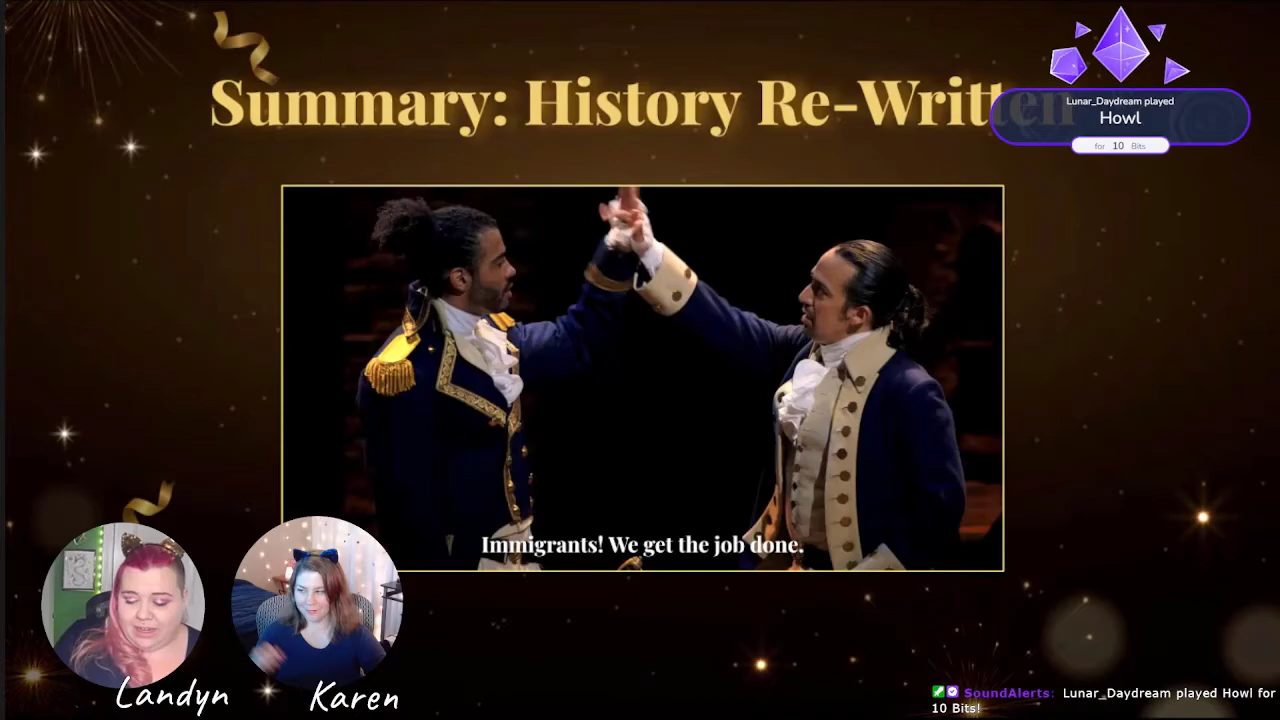 Summary: History Re-Written
Lunar_Daydream played
Howl
for 10 Bits
Immigrants! We get the job done.
Landyn
Karen
SoundAlerts: Lunar_Daydream played Howl for
10 Bits!